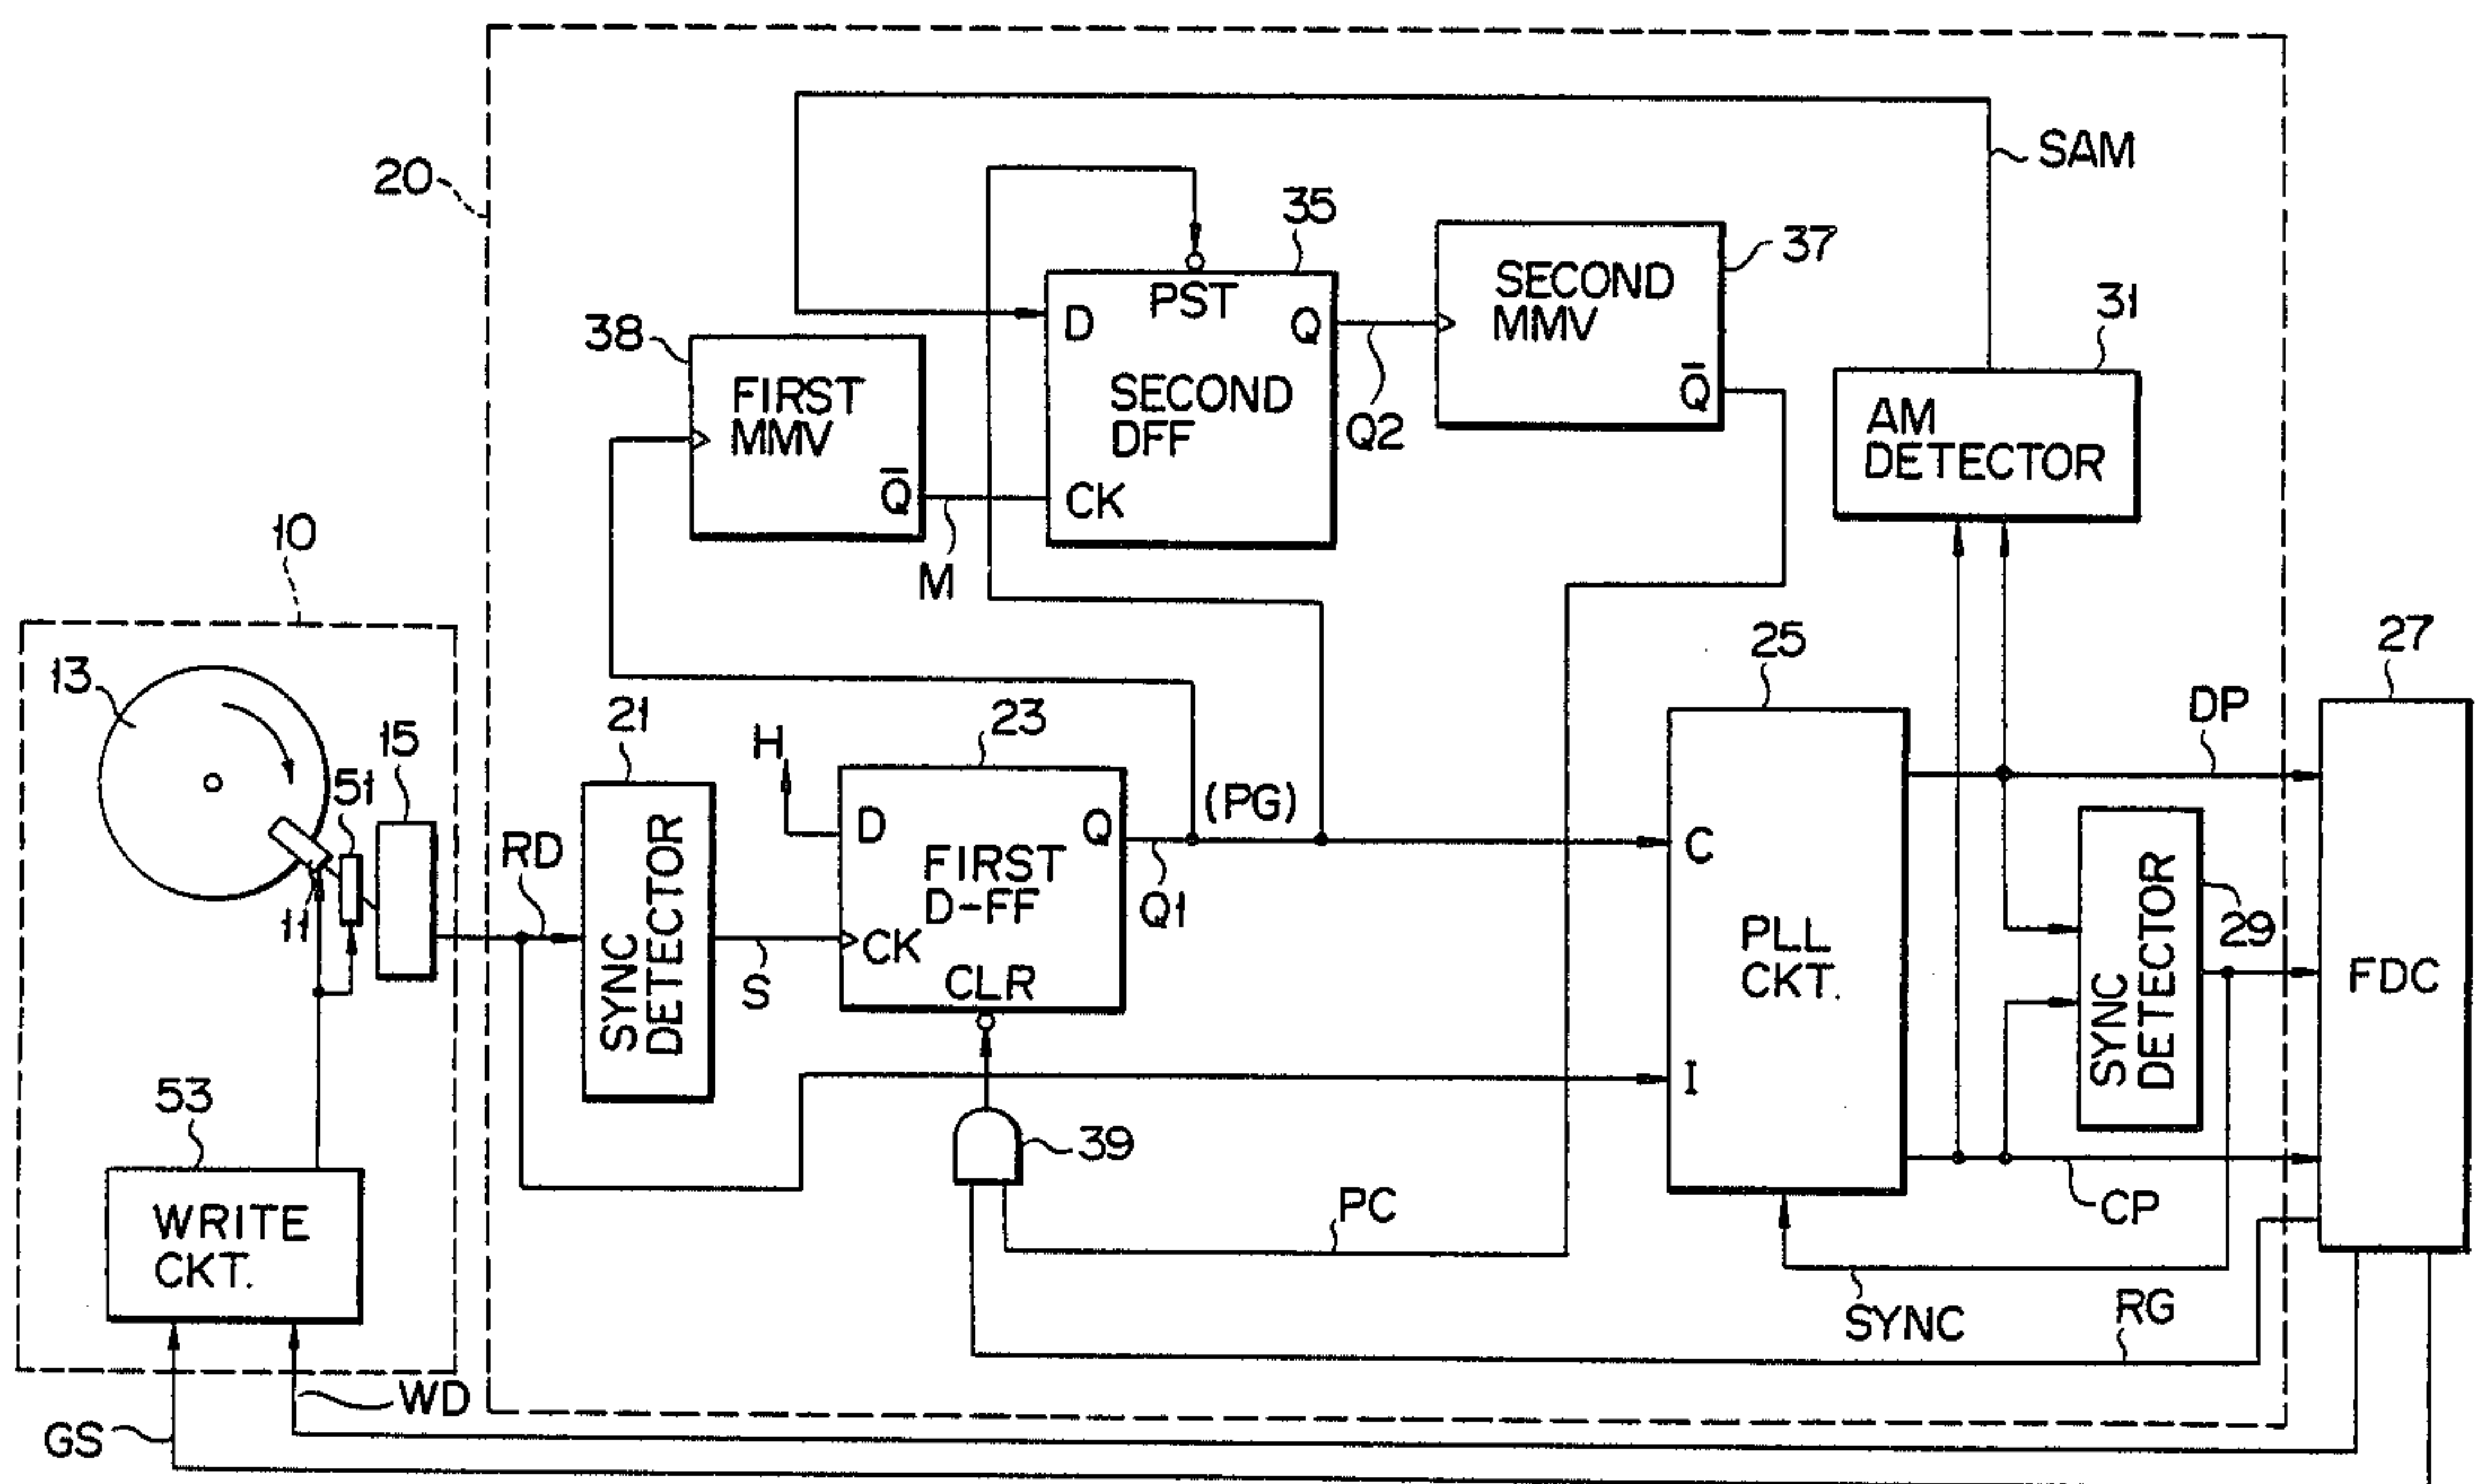 20
SAM
35
37
PST
D
Q
SECOND
DFF
CK
SECOND
MMV
Q̅
31
AM
DETECTOR
38
FIRST
MMV
Q̅
M
Q2
10
13
15
51
11
21
H
23
25
27
DP
RD
SYNC
DETECTOR
S
D
Q
FIRST
D-FF
CK
CLR
(PG)
Q1
C
PLL
CKT.
I
SYNC
DETECTOR
29
FDC
53
WRITE
CKT.
39
PC
CP
SYNC
RG
WD
GS